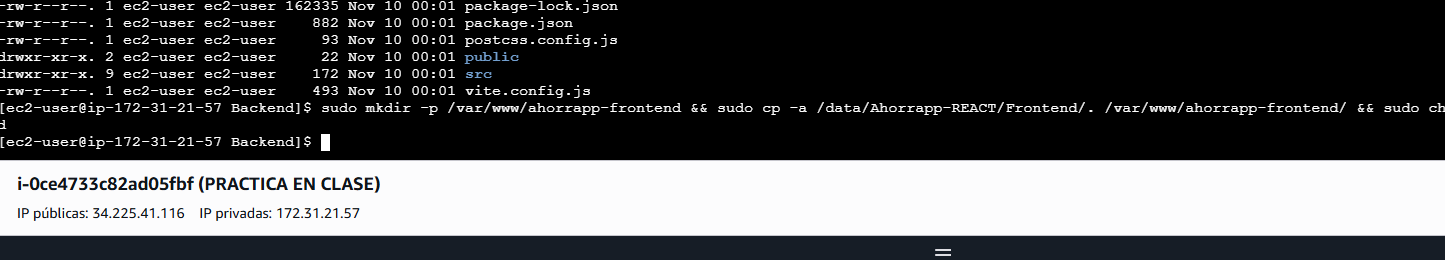 -rw-r--r--. 1 ec2-user ec2-user 162335 Nov 10 00:01 package-lock.json
-rw-r--r--. 1 ec2-user ec2-user    882 Nov 10 00:01 package.json
-rw-r--r--. 1 ec2-user ec2-user     93 Nov 10 00:01 postcss.config.js
drwxr-xr-x. 2 ec2-user ec2-user     22 Nov 10 00:01 public
drwxr-xr-x. 9 ec2-user ec2-user    172 Nov 10 00:01 src
-rw-r--r--. 1 ec2-user ec2-user    493 Nov 10 00:01 vite.config.js
[ec2-user@ip-172-31-21-57 Backend]$ sudo mkdir -p /var/www/ahorrapp-frontend && sudo cp -a /data/Ahorrapp-REACT/Frontend/. /var/www/ahorrapp-frontend/ && sudo ch
d
[ec2-user@ip-172-31-21-57 Backend]$
i-0ce4733c82ad05fbf (PRACTICA EN CLASE)
IP públicas: 34.225.41.116 IP privadas: 172.31.21.57